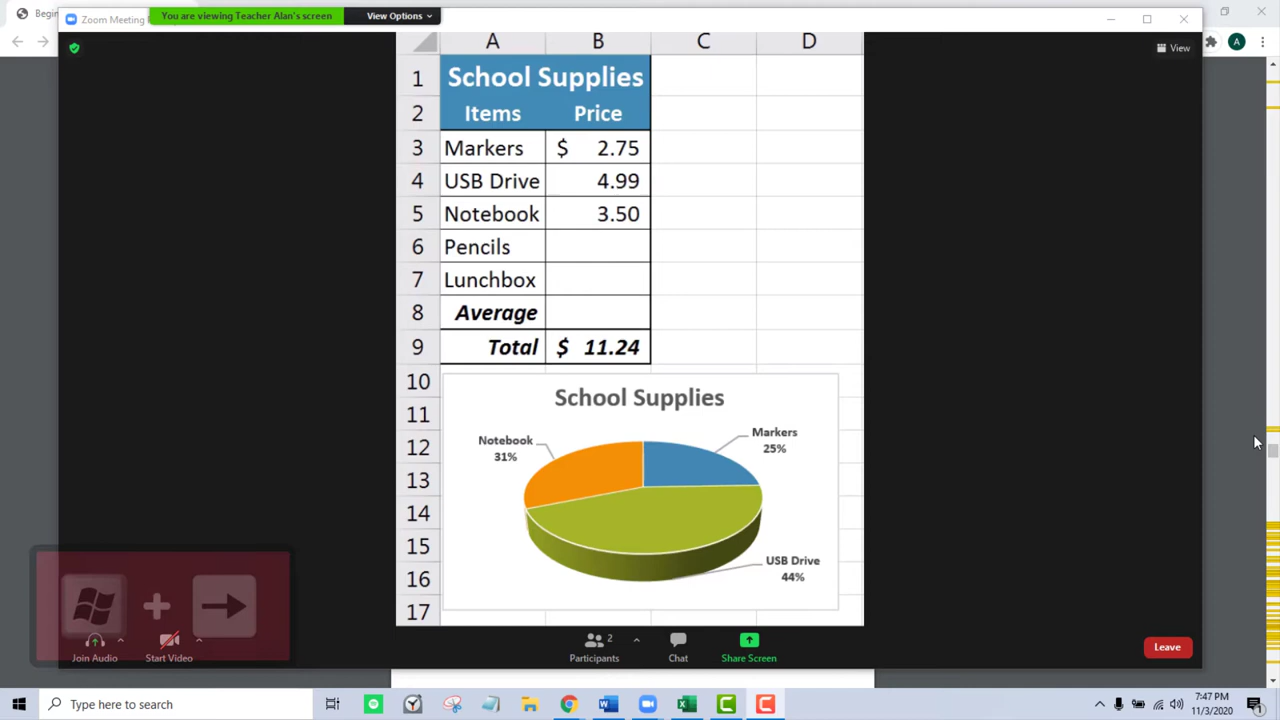 Begin
Zoom Meeting
You are viewing Teacher Alan's screen
View Options
A
View
A B C D
1 School Supplies
2 Items Price
3 Markers $ 2.75
4 USB Drive 4.99
5 Notebook 3.50
6 Pencils
7 Lunchbox
8 Average
9 Total $ 11.24
10
School Supplies
11
12
Notebook
31%
Markers
25%
13
14
15
16
USB Drive
44%
17
Join Audio
Start Video
2
Participants
Chat
Share Screen
Leave
Type here to search
7:47 PM
11/3/2020
1